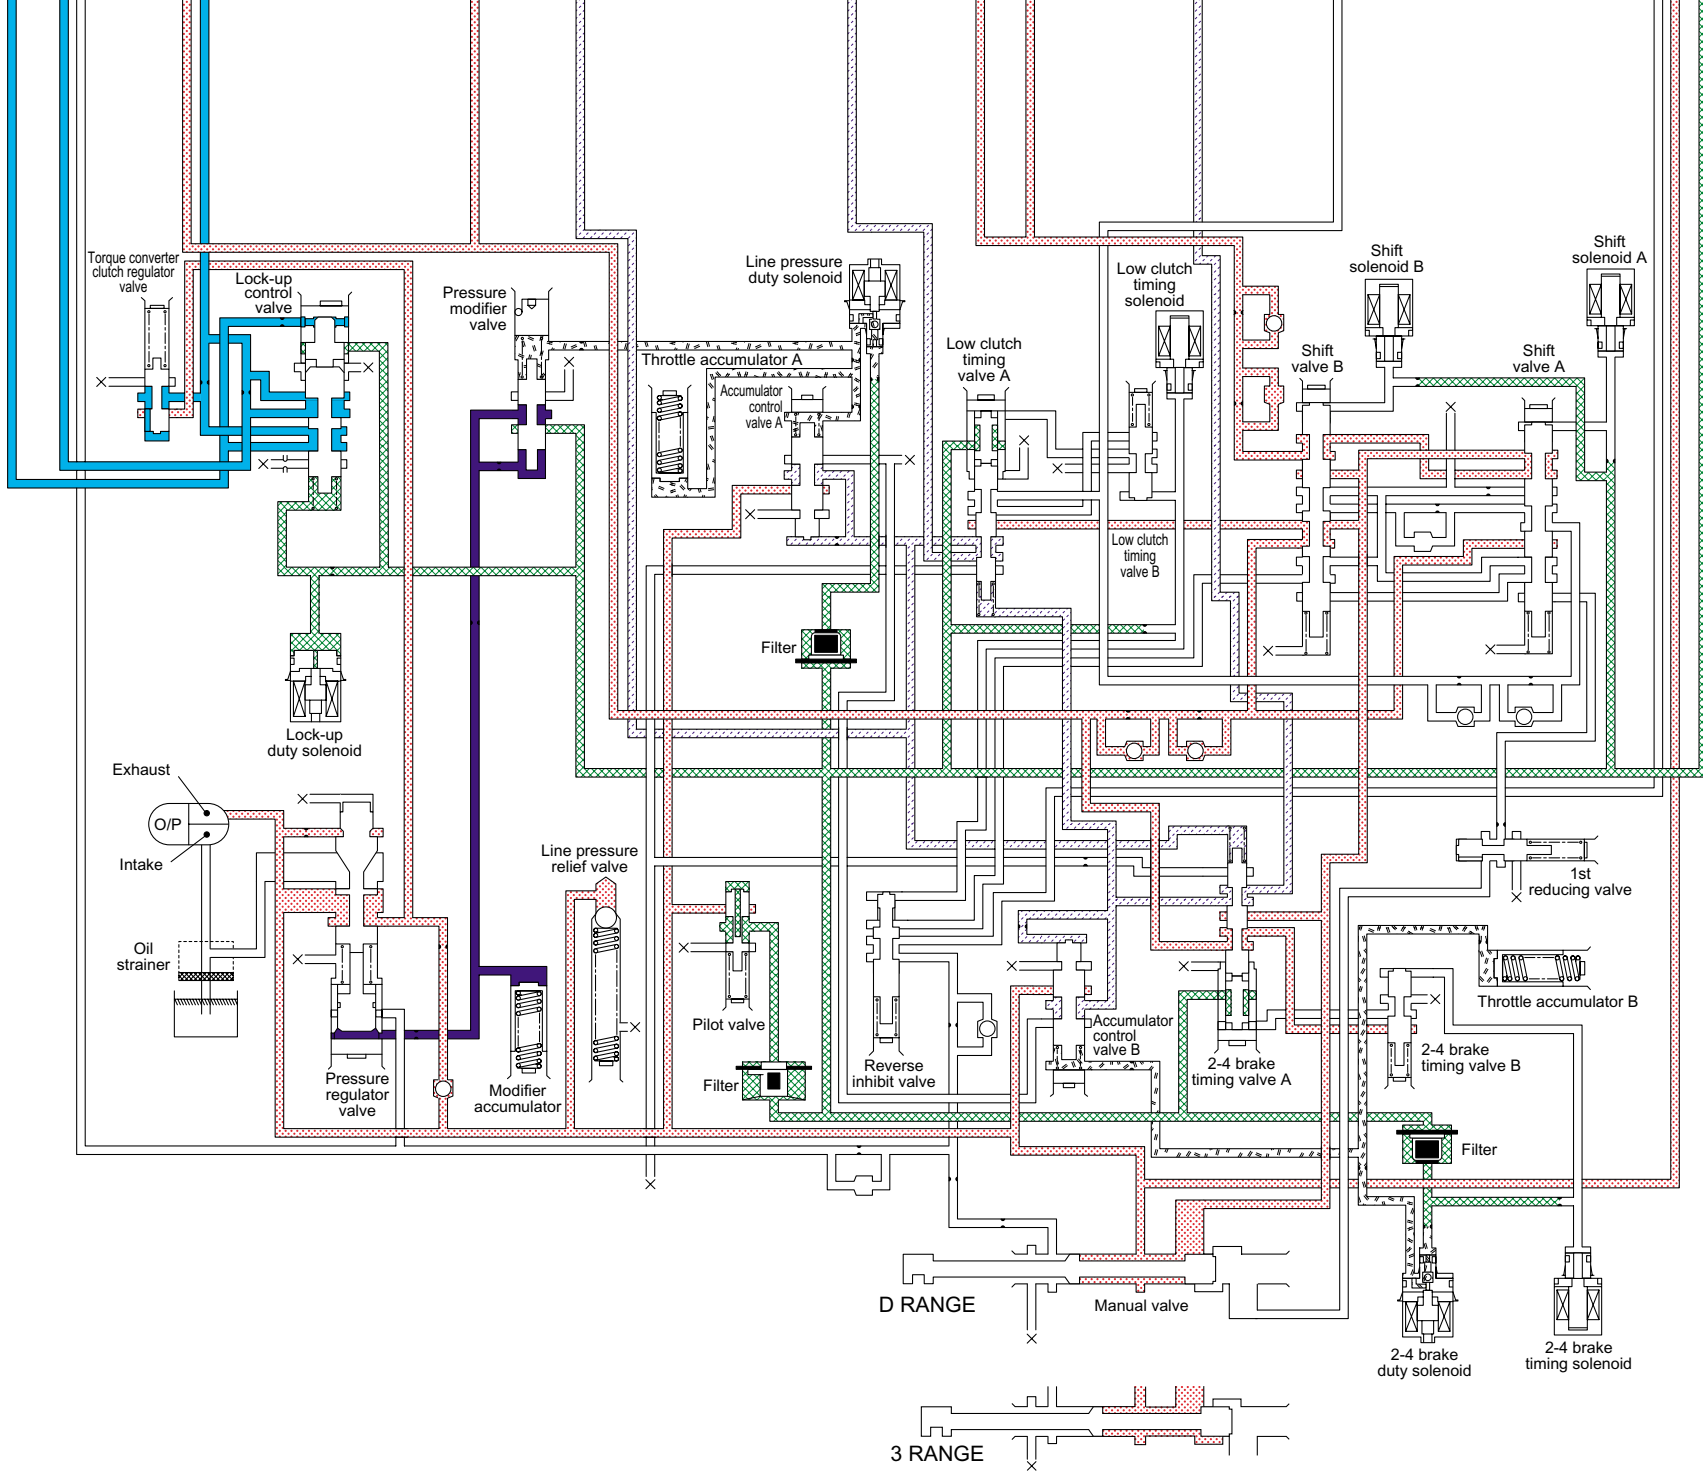 Torque converter
clutch regulator
valve
Lock-up
control
valve
Pressure
modifier
valve
Line pressure
duty solenoid
Throttle accumulator A
Accumulator
control
valve A
Low clutch
timing
valve A
Low clutch
timing
solenoid
Low clutch
timing
valve B
Shift
solenoid B
Shift
solenoid A
Shift
valve B
Shift
valve A
Filter
Lock-up
duty solenoid
Exhaust
O/P
Intake
Oil
strainer
Line pressure
relief valve
Pilot valve
Filter
Pressure
regulator
valve
Modifier
accumulator
Reverse
inhibit valve
Accumulator
control
valve B
2-4 brake
timing valve A
2-4 brake
timing valve B
1st
reducing valve
Throttle accumulator B
Filter
D RANGE
Manual valve
2-4 brake
duty solenoid
2-4 brake
timing solenoid
3 RANGE